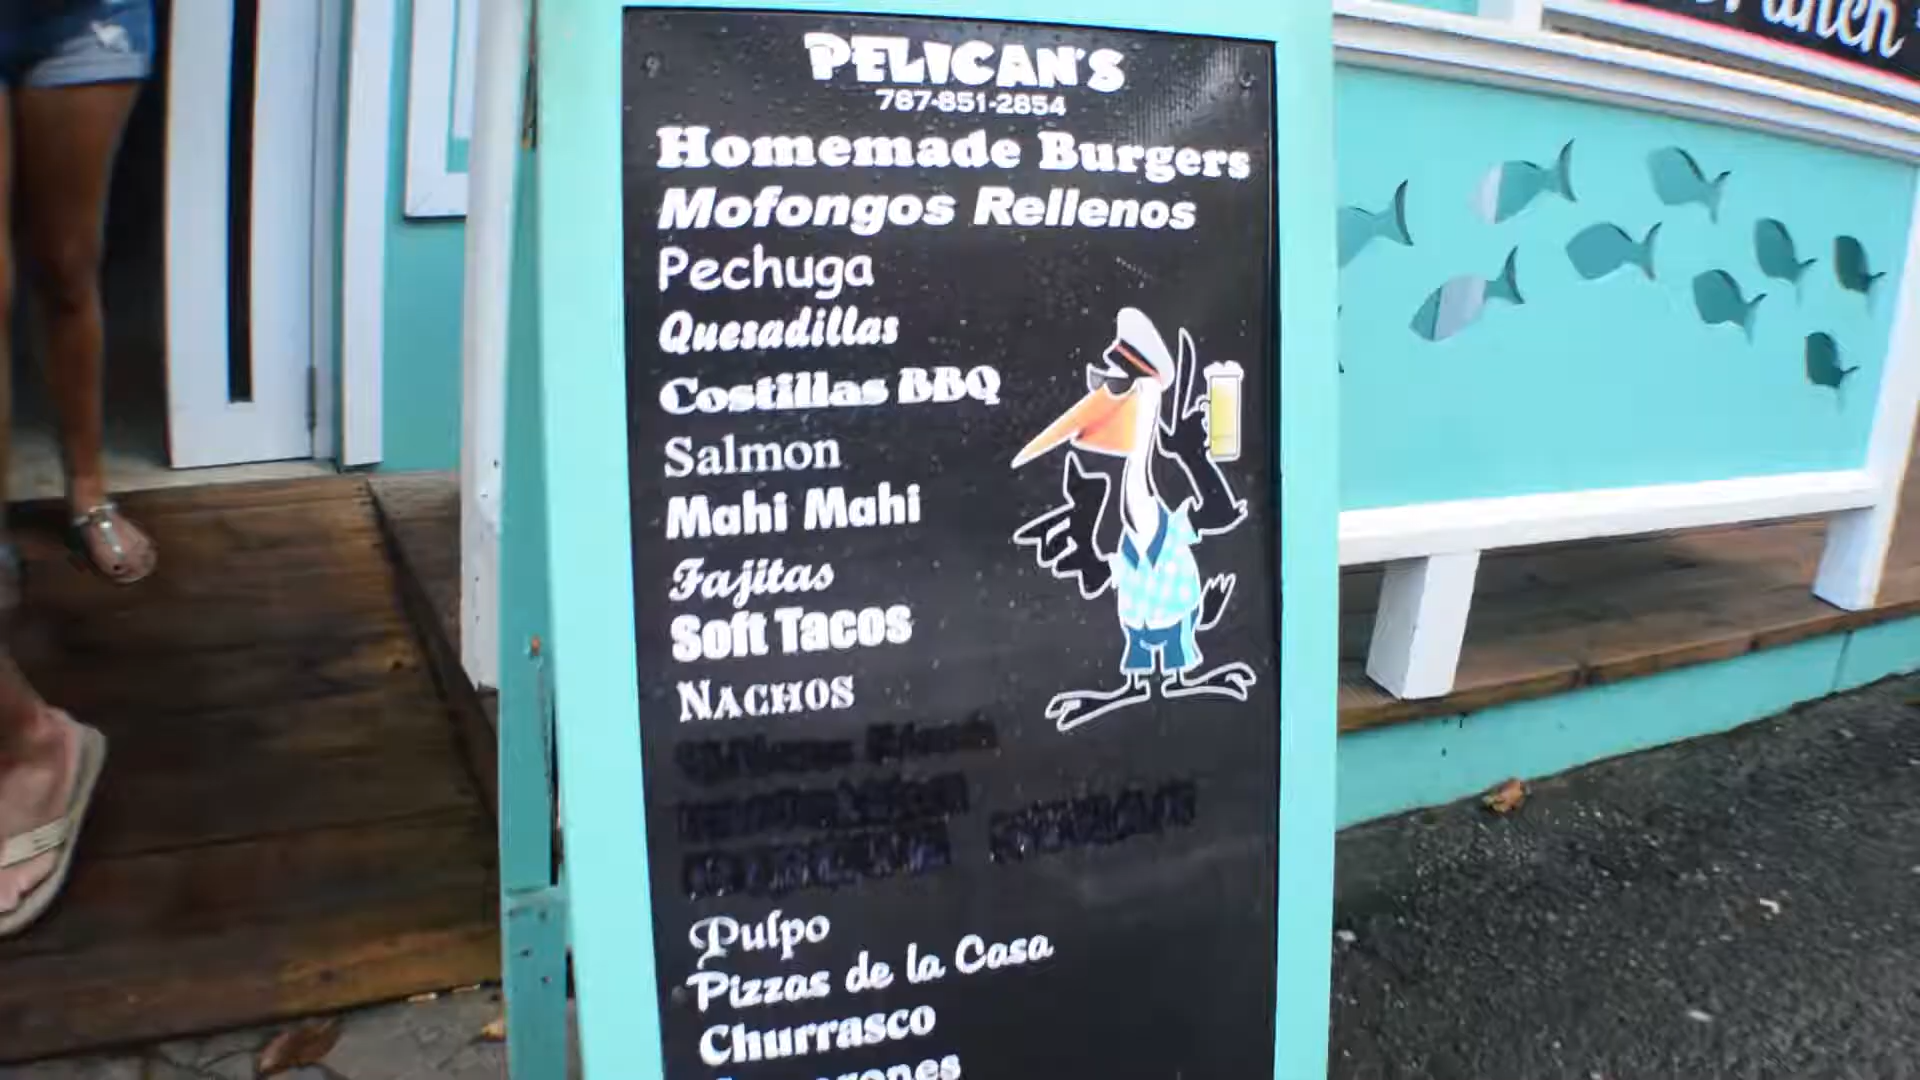 PELICAN'S
787-851-2854
Homemade Burgers
Mofongos Rellenos
Pechuga
Quesadillas
Costillas BBQ
Salmon
Mahi Mahi
Fajitas
Soft Tacos
NACHOS
Pulpo
Pizzas de la Casa
Churrasco